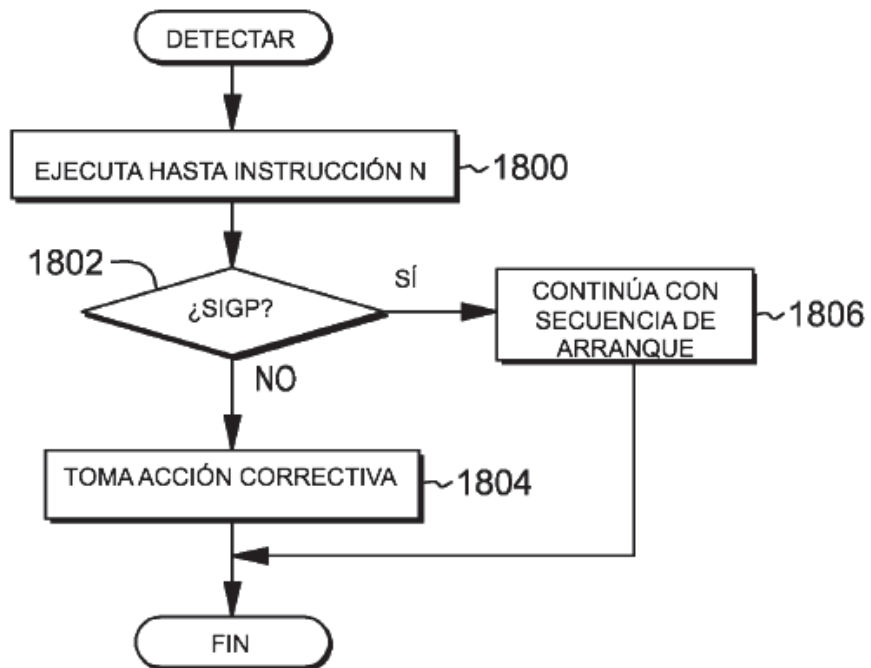 DETECTAR
EJECUTA HASTA INSTRUCCIÓN N
1800
1802
¿SIGP?
SÍ
CONTINÚA CON
SECUENCIA DE
ARRANQUE
1806
NO
TOMA ACCIÓN CORRECTIVA
1804
FIN